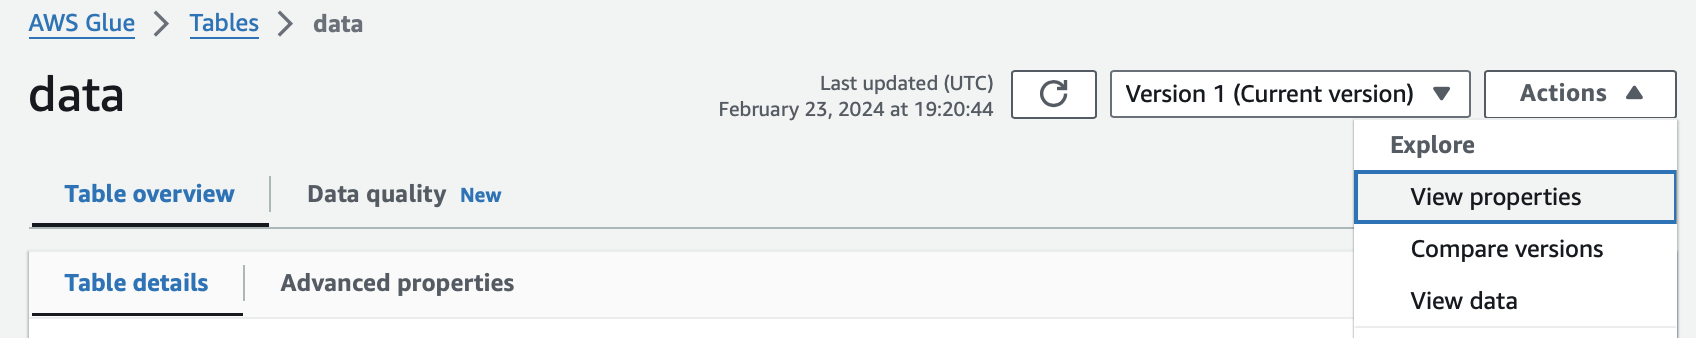 AWS Glue > Tables > data
data
Last updated (UTC)
February 23, 2024 at 19:20:44
Version 1 (Current version)
Actions
Explore
View properties
Compare versions
View data
Table overview
Data quality New
Table details
Advanced properties